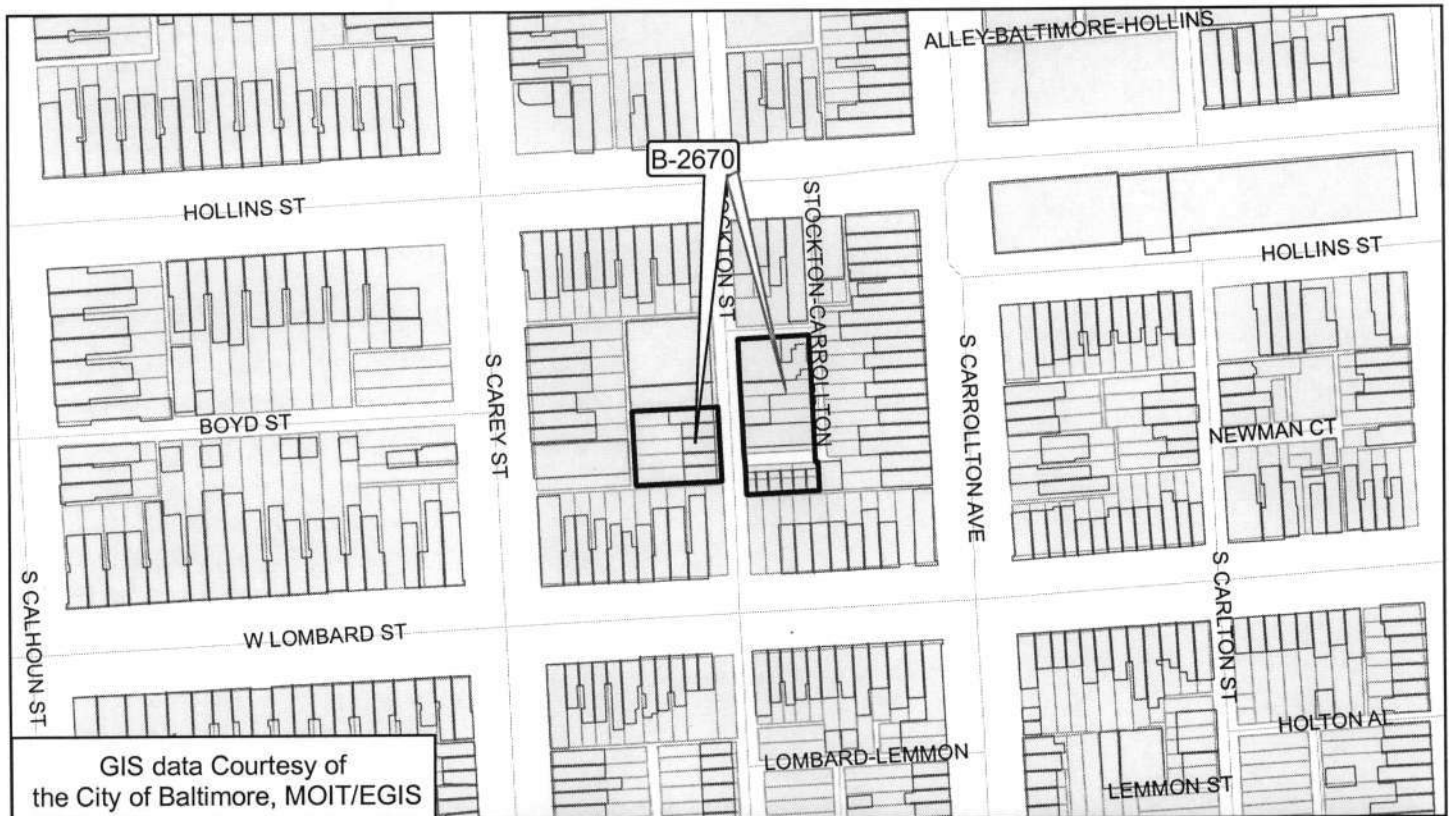 ALLEY-BALTIMORE-HOLLINS
B-2670
HOLLINS ST
STOCKTON-CARROLLTON
HOLLINS ST
S CAREY ST
S CARROLLTON AVE
BOYD ST
NEWMAN CT
S CALHOUN ST
W LOMBARD ST
S CARLTON ST
LOMBARD-LEMMON
HOLTON AL
LEMMON ST
GIS data Courtesy of
the City of Baltimore, MOIT/EGIS